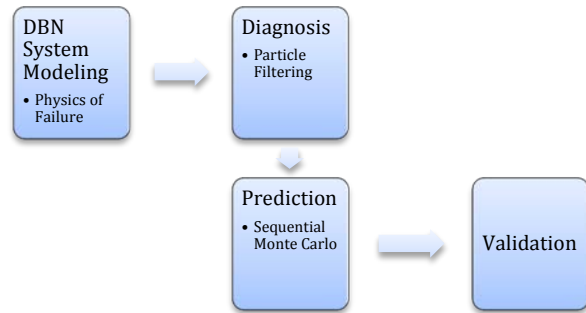 DBN
System
Modeling
• Physics of
Failure
Diagnosis
• Particle
Filtering
Prediction
• Sequential
Monte Carlo
Validation